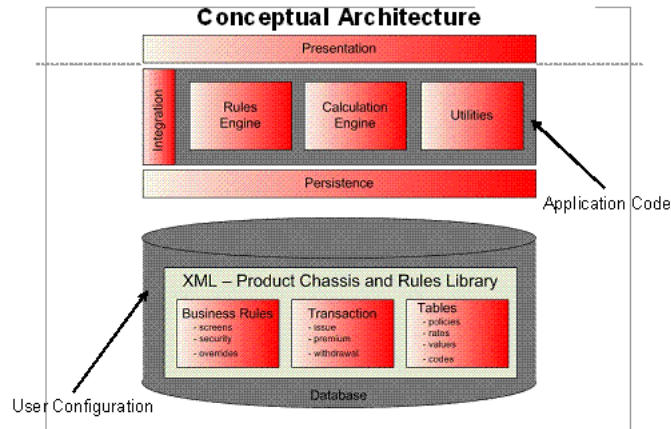 Conceptual Architecture
Presentation
Integration
Rules
Engine
Calculation
Engine
Utilities
Persistence
Application Code
XML – Product Chassis and Rules Library
Business Rules
- screens
- security
- overrides
Transaction
- issue
- premium
- withdrawal
Tables
- policies
- rates
- values
- codes
Database
User Configuration